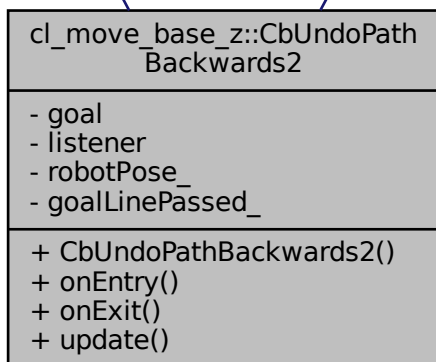 cl_move_base_z::CbUndoPath
Backwards2
- goal
- listener
- robotPose_
- goalLinePassed_
+ CbUndoPathBackwards2()
+ onEntry()
+ onExit()
+ update()